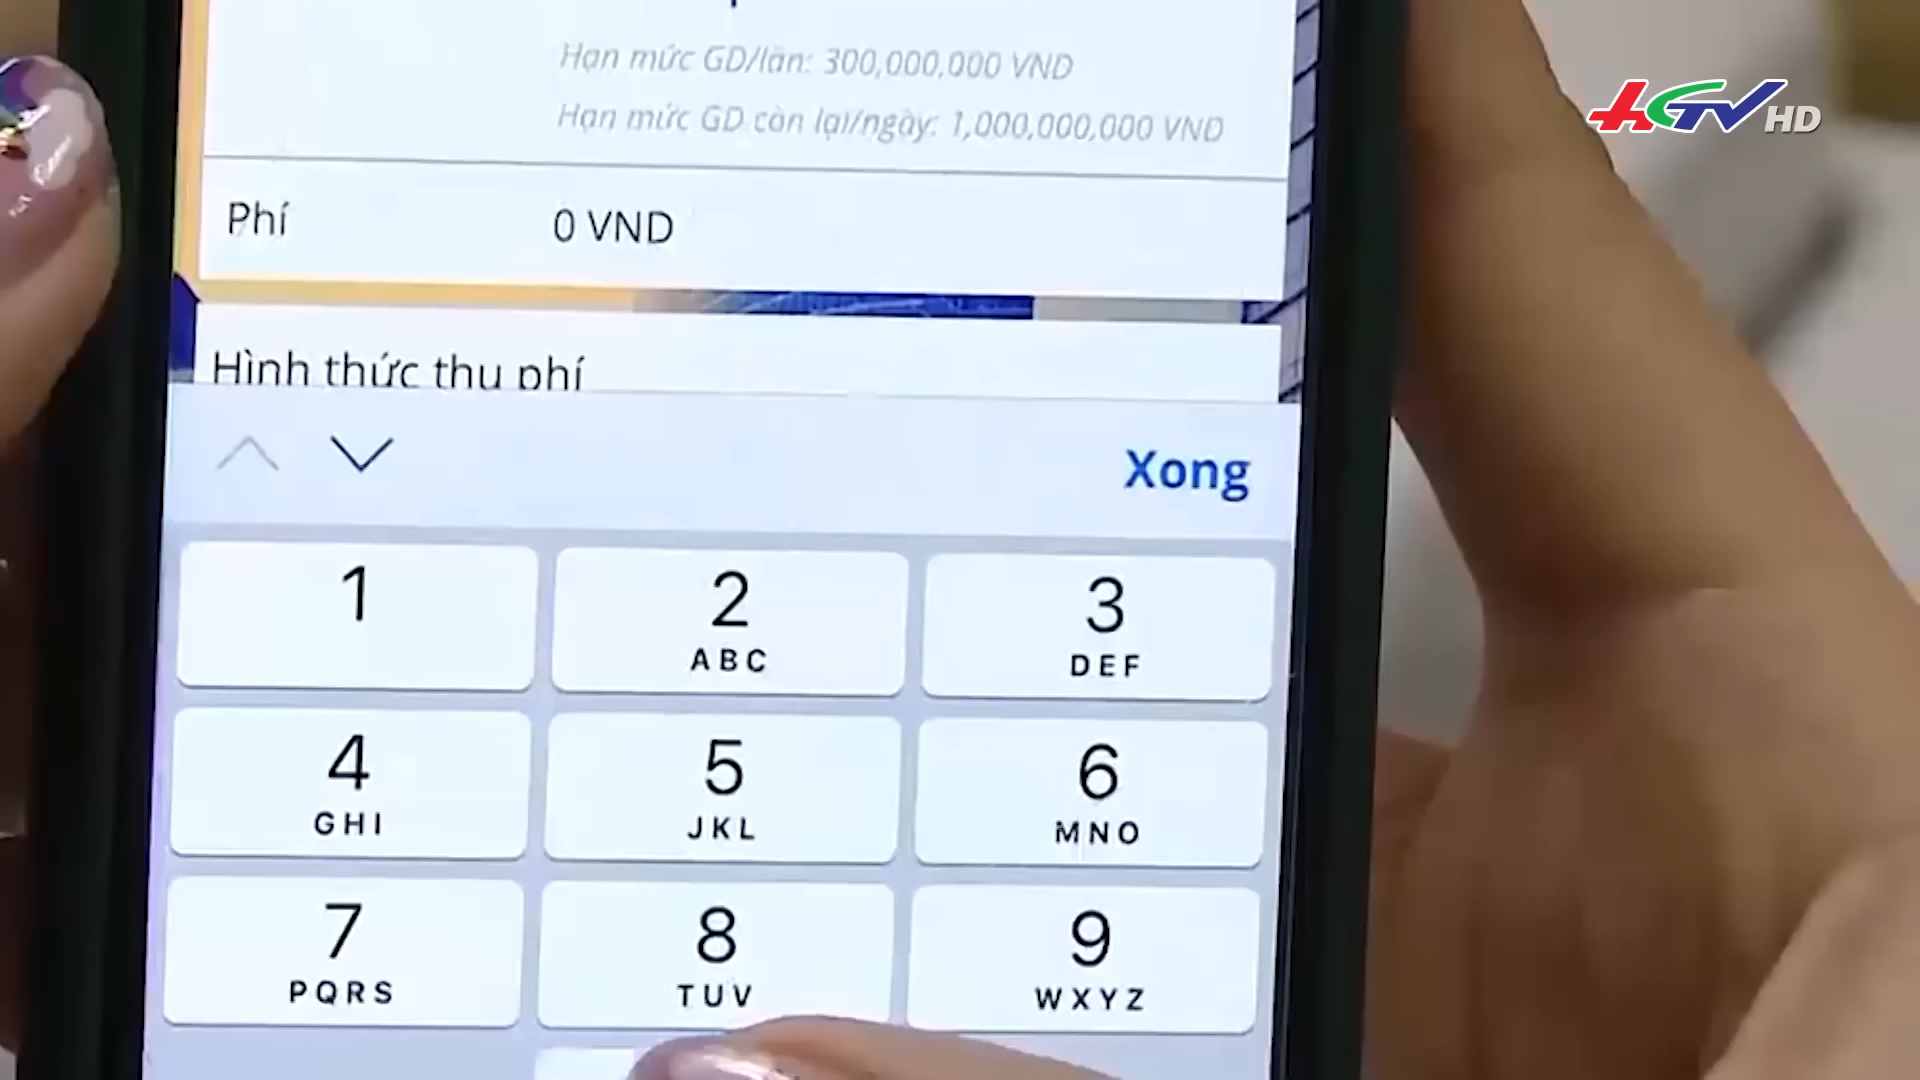 Hạn mức GD/lần: 300,000,000 VND
Hạn mức GD còn lại/ngày: 1,000,000,000 VND
HGTV HD
Phí 0 VND
Hình thức thu phí
Xong
1 2 3
ABC DEF
4 5 6
GHI JKL MNO
7 8 9
PQRS TUV WXYZ